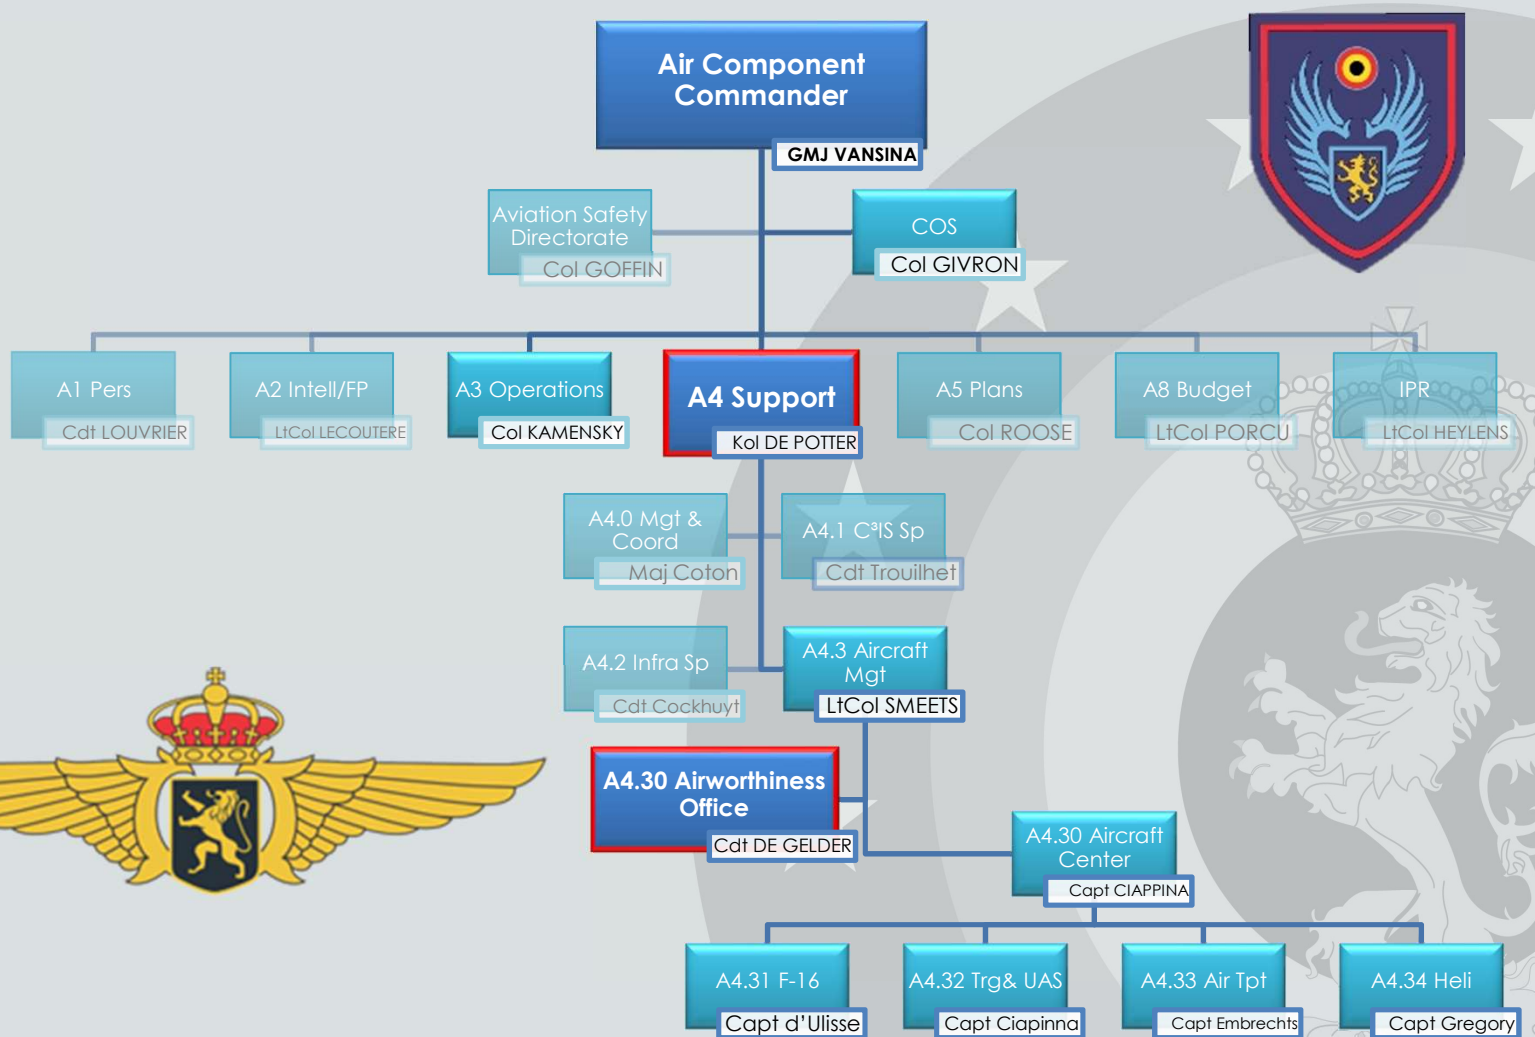 Air Component
Commander
GMJ VANSINA
Aviation Safety
Directorate
Col GOFFIN
COS
Col GIVRON
A1 Pers
Cdt LOUVRIER
A2 Intell/FP
LtCol LECOUTERE
A3 Operations
Col KAMENSKY
A4 Support
Kol DE POTTER
A5 Plans
Col ROOSE
A8 Budget
LtCol PORCU
IPR
LtCol HEYLENS
A4.0 Mgt &
Coord
Maj Coton
A4.1 C³IS Sp
Cdt Trouilhet
A4.2 Infra Sp
Cdt Cockhuyt
A4.3 Aircraft
Mgt
LtCol SMEETS
A4.30 Airworthiness
Office
Cdt DE GELDER
A4.30 Aircraft
Center
Capt CIAPPINA
A4.31 F-16
Capt d'Ulisse
A4.32 Trg& UAS
Capt Ciapinna
A4.33 Air Tpt
Capt Embrechts
A4.34 Heli
Capt Gregory